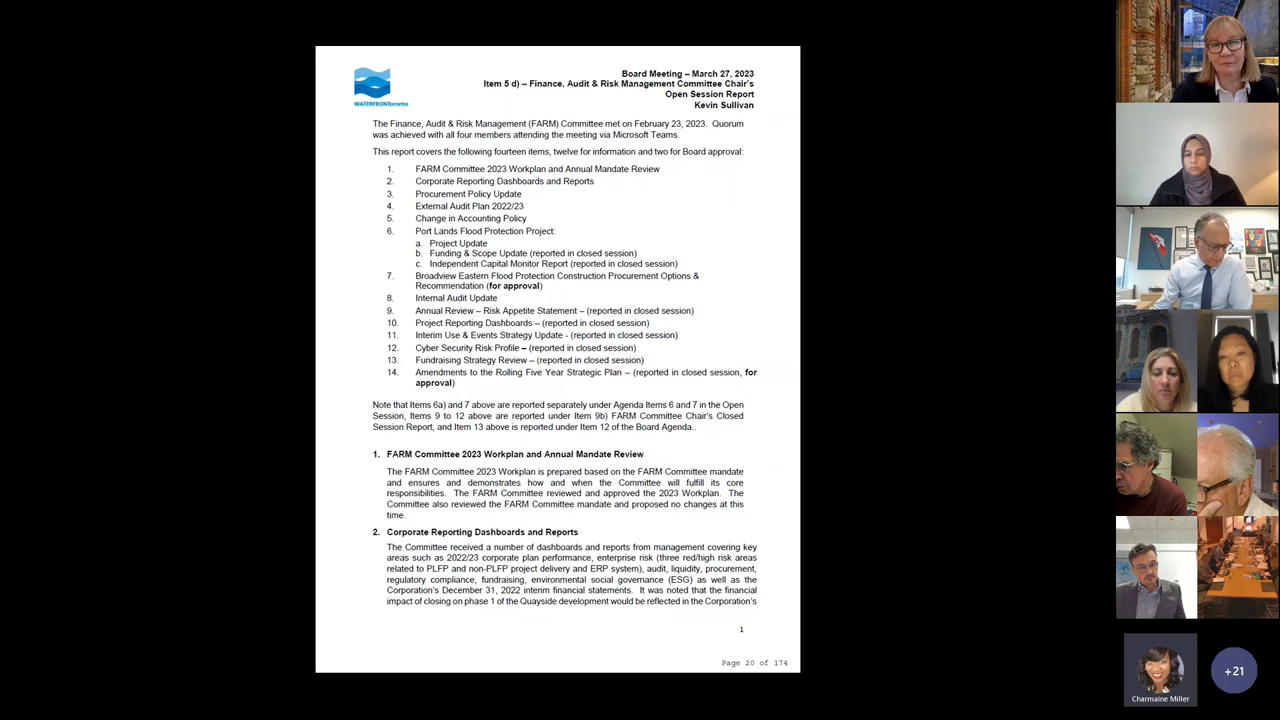 WATERFRONToronto
Board Meeting – March 27, 2023
Item 5 d) – Finance, Audit & Risk Management Committee Chair's
Open Session Report
Kevin Sullivan
The Finance, Audit & Risk Management (FARM) Committee met on February 23, 2023. Quorum
was achieved with all four members attending the meeting via Microsoft Teams.
This report covers the following fourteen items, twelve for information and two for Board approval:
1. FARM Committee 2023 Workplan and Annual Mandate Review
2. Corporate Reporting Dashboards and Reports
3. Procurement Policy Update
4. External Audit Plan 2022/23
5. Change in Accounting Policy
6. Port Lands Flood Protection Project:
a. Project Update
b. Funding & Scope Update (reported in closed session)
c. Independent Capital Monitor Report (reported in closed session)
7. Broadview Eastern Flood Protection Construction Procurement Options &
Recommendation (for approval)
8. Internal Audit Update
9. Annual Review – Risk Appetite Statement – (reported in closed session)
10. Project Reporting Dashboards – (reported in closed session)
11. Interim Use & Events Strategy Update - (reported in closed session)
12. Cyber Security Risk Profile – (reported in closed session)
13. Fundraising Strategy Review – (reported in closed session)
14. Amendments to the Rolling Five Year Strategic Plan – (reported in closed session, for
approval)
Note that Items 6a) and 7 above are reported separately under Agenda Items 6 and 7 in the Open
Session, Items 9 to 12 above are reported under Item 9b) FARM Committee Chair's Closed
Session Report, and Item 13 above is reported under Item 12 of the Board Agenda..
1. FARM Committee 2023 Workplan and Annual Mandate Review
The FARM Committee 2023 Workplan is prepared based on the FARM Committee mandate
and ensures and demonstrates how and when the Committee will fulfill its core
responsibilities. The FARM Committee reviewed and approved the 2023 Workplan. The
Committee also reviewed the FARM Committee mandate and proposed no changes at this
time.
2. Corporate Reporting Dashboards and Reports
The Committee received a number of dashboards and reports from management covering key
areas such as 2022/23 corporate plan performance, enterprise risk (three red/high risk areas
related to PLFP and non-PLFP project delivery and ERP system), audit, liquidity, procurement,
regulatory compliance, fundraising, environmental social governance (ESG) as well as the
Corporation's December 31, 2022 interim financial statements. It was noted that the financial
impact of closing on phase 1 of the Quayside development would be reflected in the Corporation's
1
Page 20 of 174
Charmaine Miller
+21